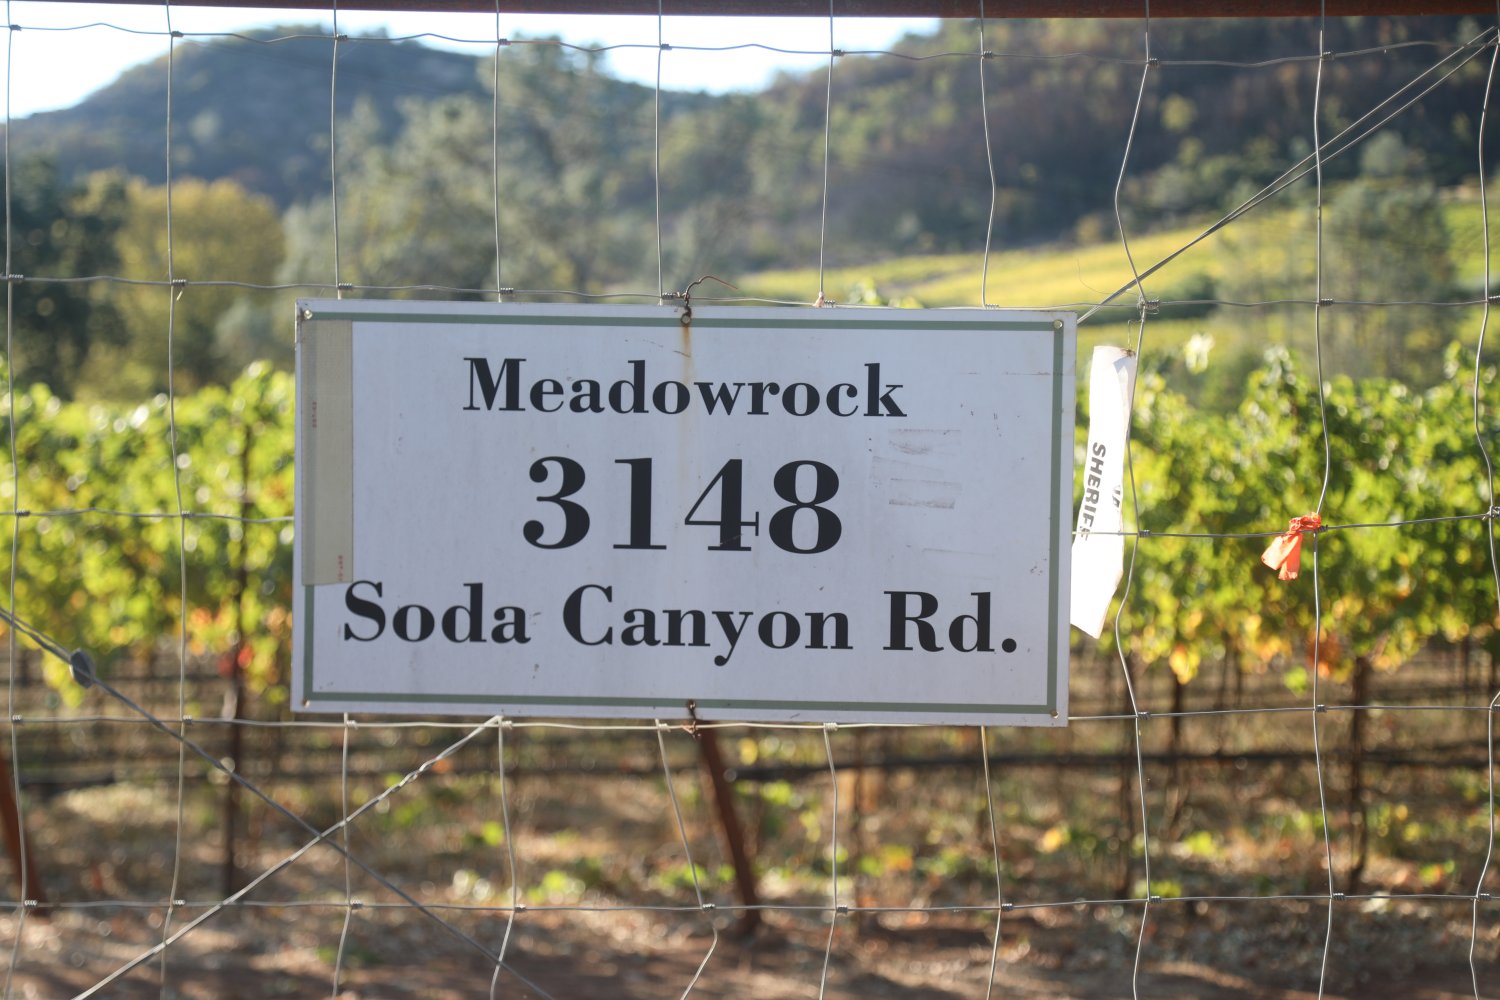 Meadowrock
3148
Soda Canyon Rd.
SHERIFF